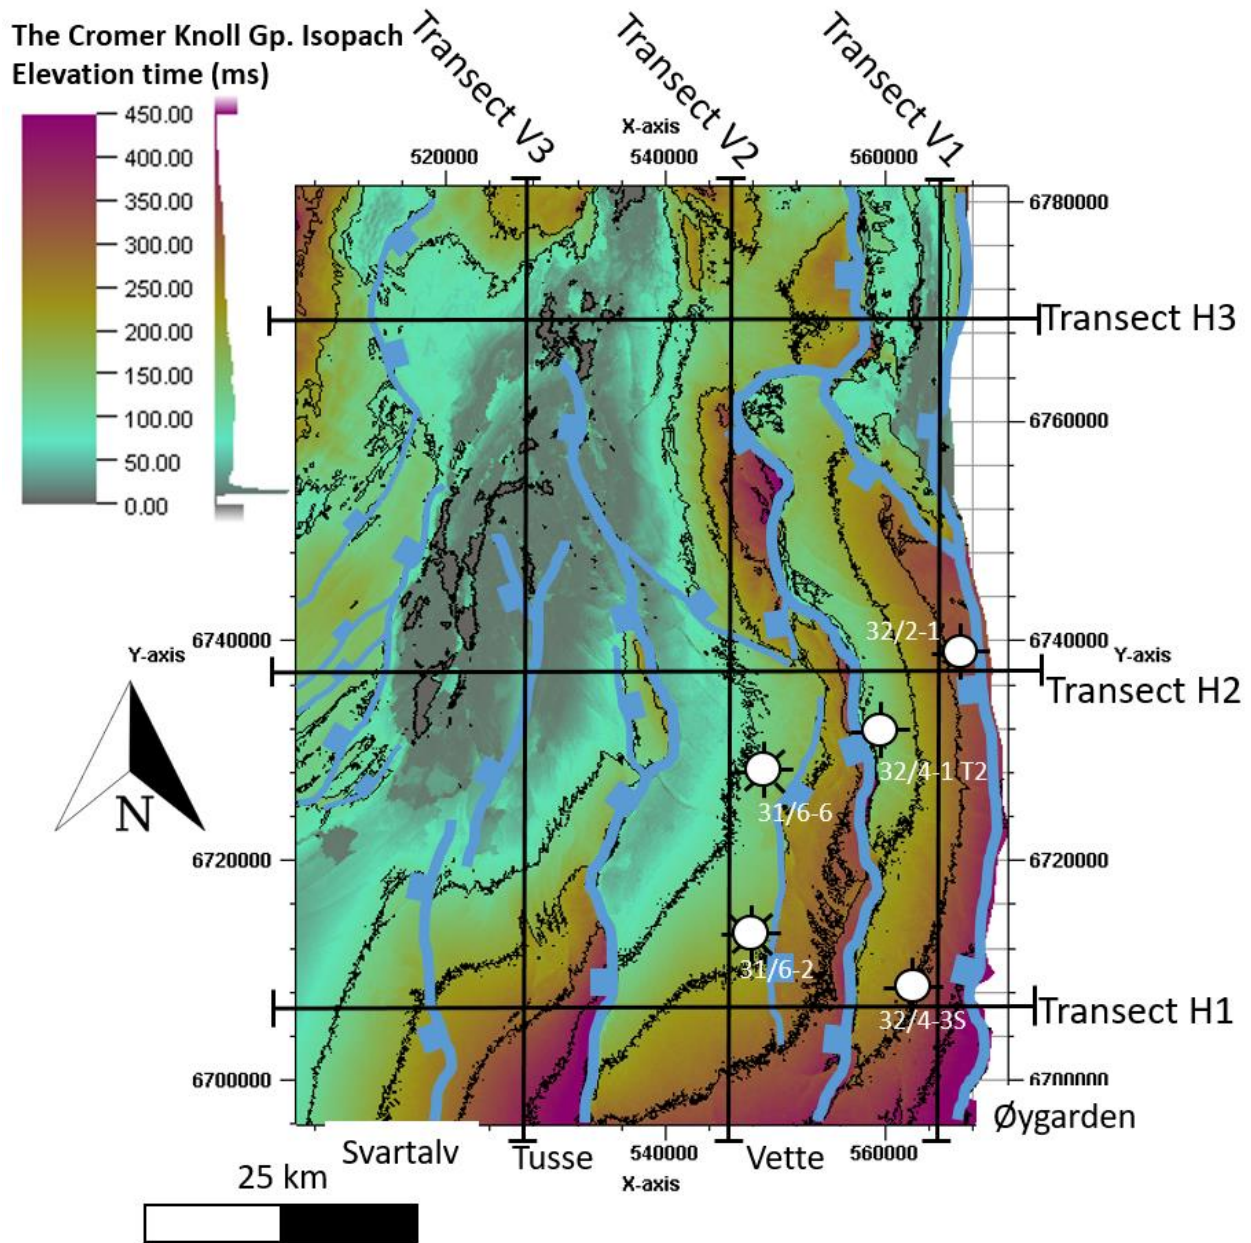 The Cromer Knoll Gp. Isopach
Elevation time (ms)
450.00
400.00
350.00
300.00
250.00
200.00
150.00
100.00
50.00
0.00
Transect V3
Transect V2
Transect V1
X-axis
520000
540000
560000
6780000
Transect H3
6760000
6740000
Y-axis
32/2-1
6740000
Y-axis
Transect H2
N
32/4-1 T2
31/6-6
6720000
6720000
31/6-2
32/4-3S
Transect H1
6700000
6700000
Øygarden
Svartalv
Tusse
540000
Vette
560000
X-axis
25 km